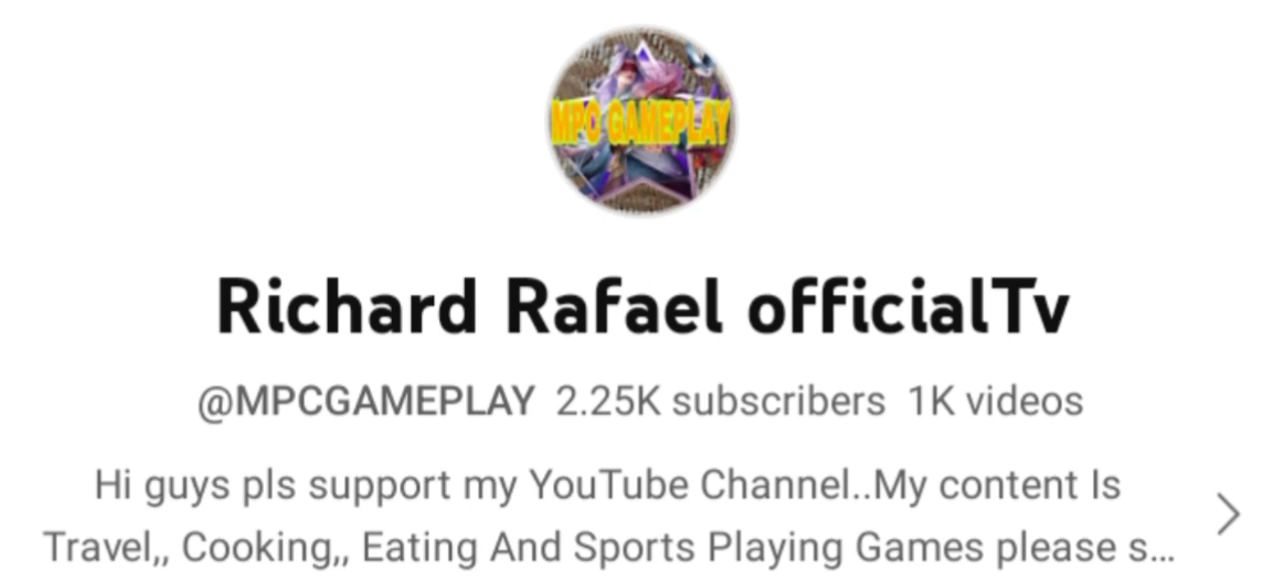 MPC GAMEPLAY
Richard Rafael officialTv
@MPCGAMEPLAY 2.25K subscribers 1K videos
Hi guys pls support my YouTube Channel..My content Is
Travel,, Cooking,, Eating And Sports Playing Games please s...